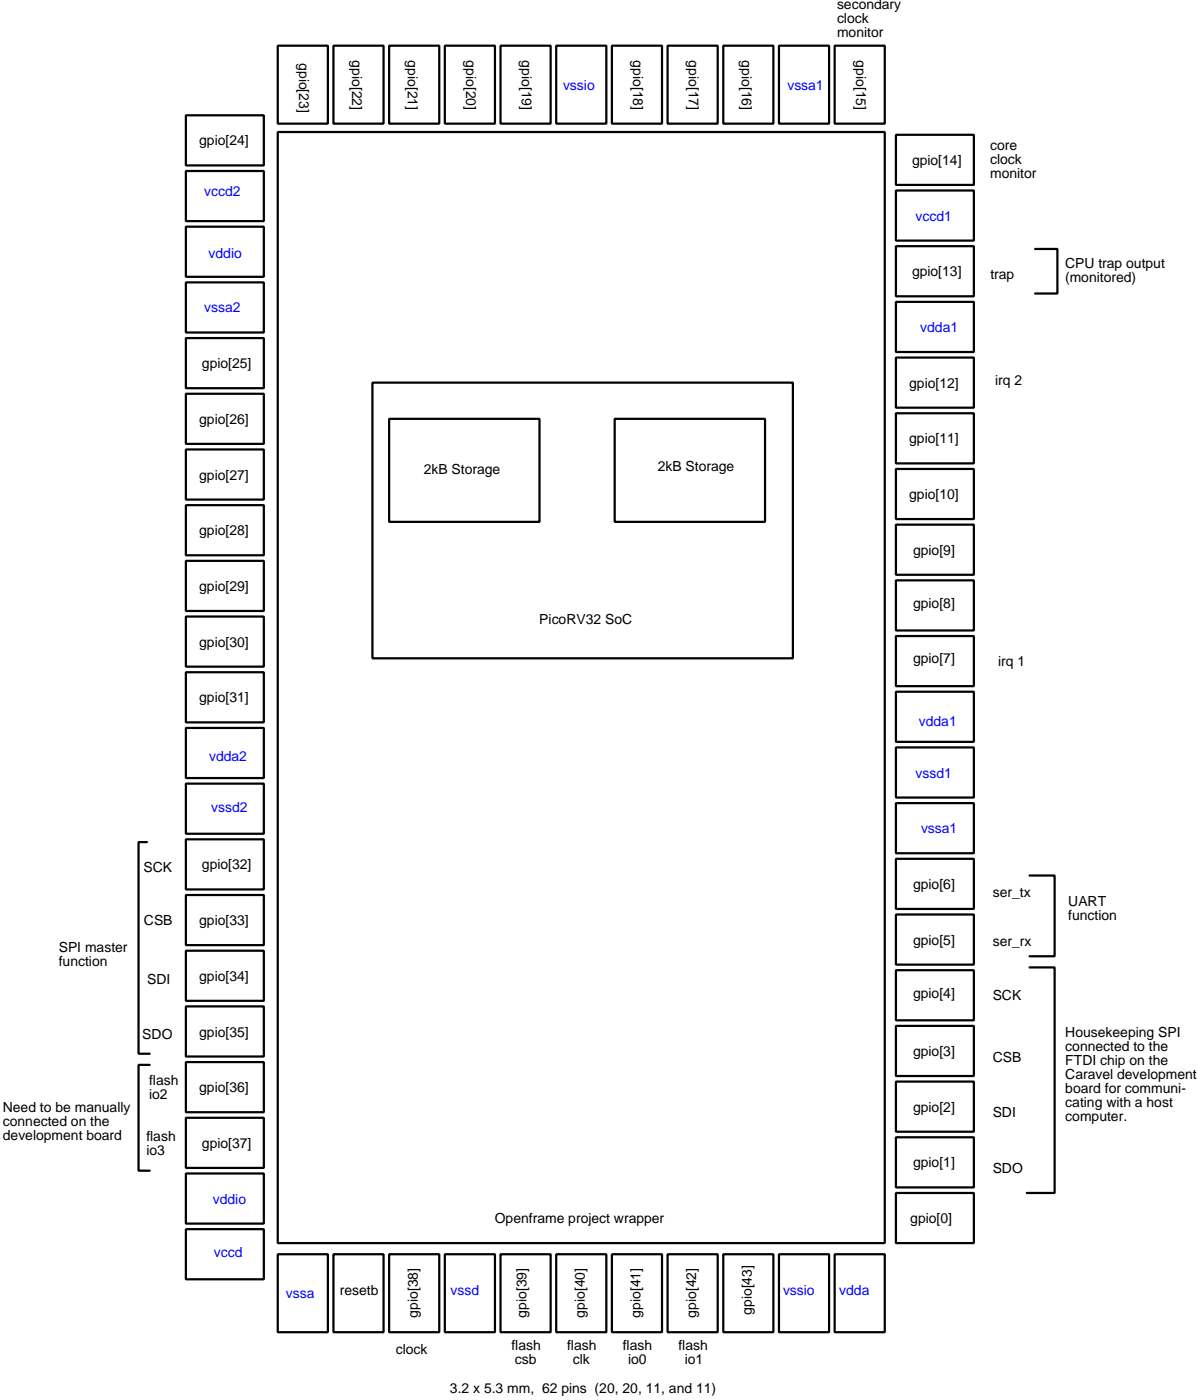 secondary
clock
monitor
gpio[23]
gpio[22]
gpio[21]
gpio[20]
gpio[19]
vssio
gpio[18]
gpio[17]
gpio[16]
vssa1
gpio[15]
gpio[24]
vccd2
vddio
vssa2
gpio[25]
gpio[26]
gpio[27]
gpio[28]
gpio[29]
gpio[30]
gpio[31]
vdda2
vssd2
SPI master
function
SCK
gpio[32]
CSB
gpio[33]
SDI
gpio[34]
SDO
gpio[35]
Need to be manually
connected on the
development board
flash
io2
gpio[36]
flash
io3
gpio[37]
vddio
vccd
2kB Storage
2kB Storage
PicoRV32 SoC
Openframe project wrapper
gpio[14]
core
clock
monitor
vccd1
gpio[13]
trap
CPU trap output
(monitored)
vdda1
gpio[12]
irq 2
gpio[11]
gpio[10]
gpio[9]
gpio[8]
gpio[7]
irq 1
vdda1
vssd1
vssa1
gpio[6]
ser_tx
gpio[5]
ser_rx
UART
function
gpio[4]
SCK
gpio[3]
CSB
gpio[2]
SDI
gpio[1]
SDO
Housekeeping SPI
connected to the
FTDI chip on the
Caravel development
board for communi-
cating with a host
computer.
gpio[0]
vssa
resetb
gpio[38]
vssd
gpio[39]
gpio[40]
gpio[41]
gpio[42]
gpio[43]
vssio
vdda
clock
flash
csb
flash
clk
flash
io0
flash
io1
3.2 x 5.3 mm, 62 pins (20, 20, 11, and 11)